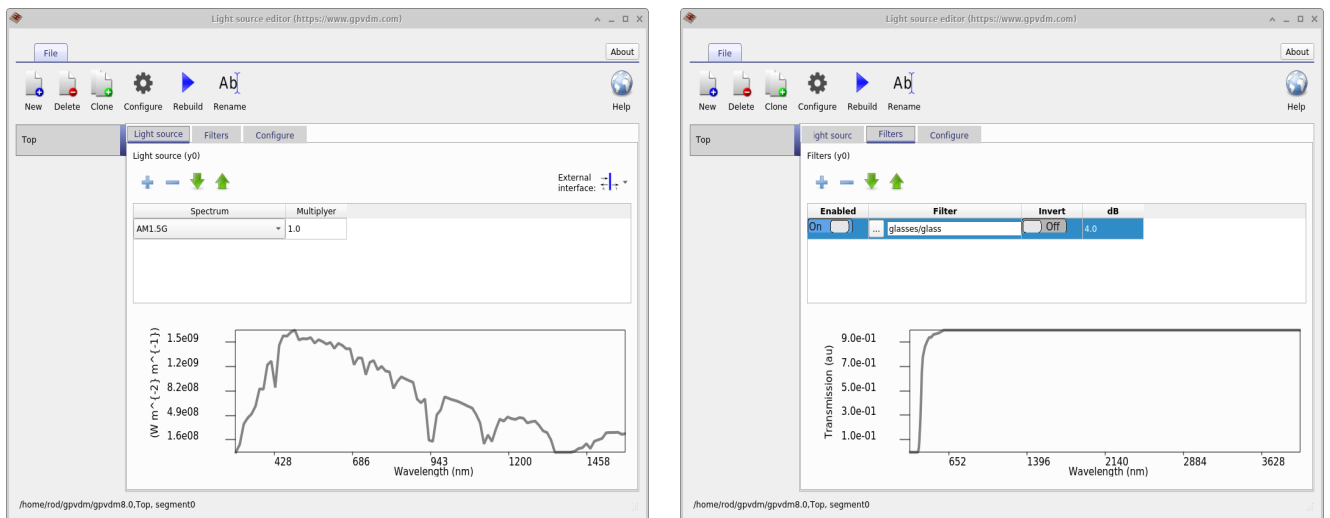 Light source editor (https://www.gpvdm.com)
File
About
New Delete Clone Configure Rebuild Rename
Help
Top
Light source Filters Configure
Light source (y0)
External
interface:
Spectrum Multiplyer
AM1.5G 1.0
(W m^{-2} m^{-1})
1.5e09
1.2e09
8.2e08
4.9e08
1.6e08
428 686 943 1200 1458
Wavelength (nm)
/home/rod/gpvdm/gpvdm8.0,Top, segment0
Light source editor (https://www.gpvdm.com)
File
About
New Delete Clone Configure Rebuild Rename
Help
Top
ight sourc Filters Configure
Filters (y0)
Enabled Filter Invert dB
On ... glasses/glass Off 4.0
Transmission (au)
9.0e-01
7.0e-01
5.0e-01
3.0e-01
1.0e-01
652 1396 2140 2884 3628
Wavelength (nm)
/home/rod/gpvdm/gpvdm8.0,Top, segment0